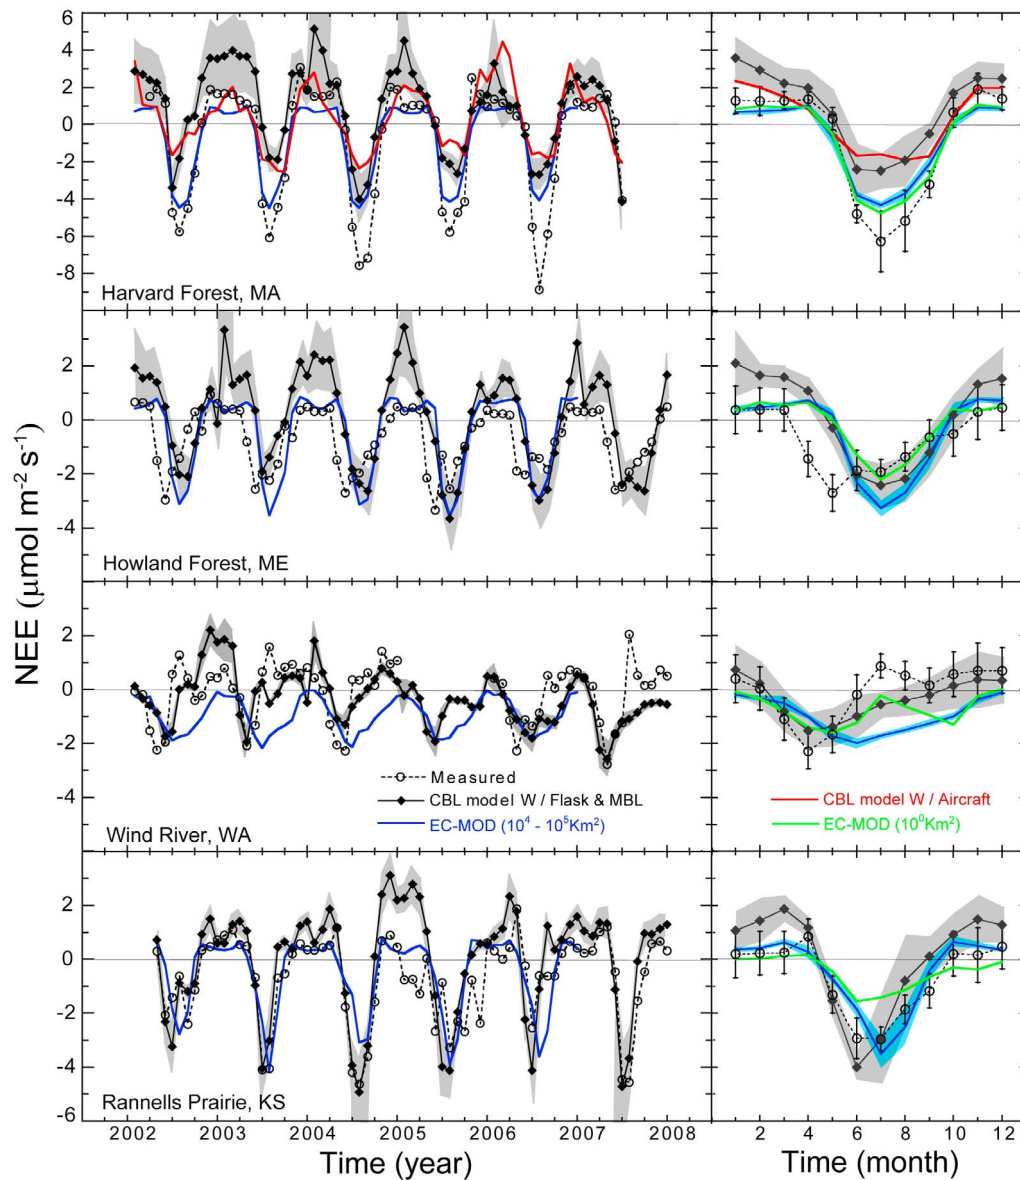 6
4
2
0
-2
-4
-6
-8
Harvard Forest, MA
2
0
-2
-4
Howland Forest, ME
2
0
-2
-4
Measured
CBL model W / Flask & MBL
EC-MOD (10⁴ - 10⁵Km²)
CBL model W / Aircraft
EC-MOD (10⁰Km²)
Wind River, WA
2
0
-2
-4
-6
Rannells Prairie, KS
NEE (μmol m⁻² s⁻¹)
2002 2003 2004 2005 2006 2007 2008
2 4 6 8 10 12
Time (year)
Time (month)